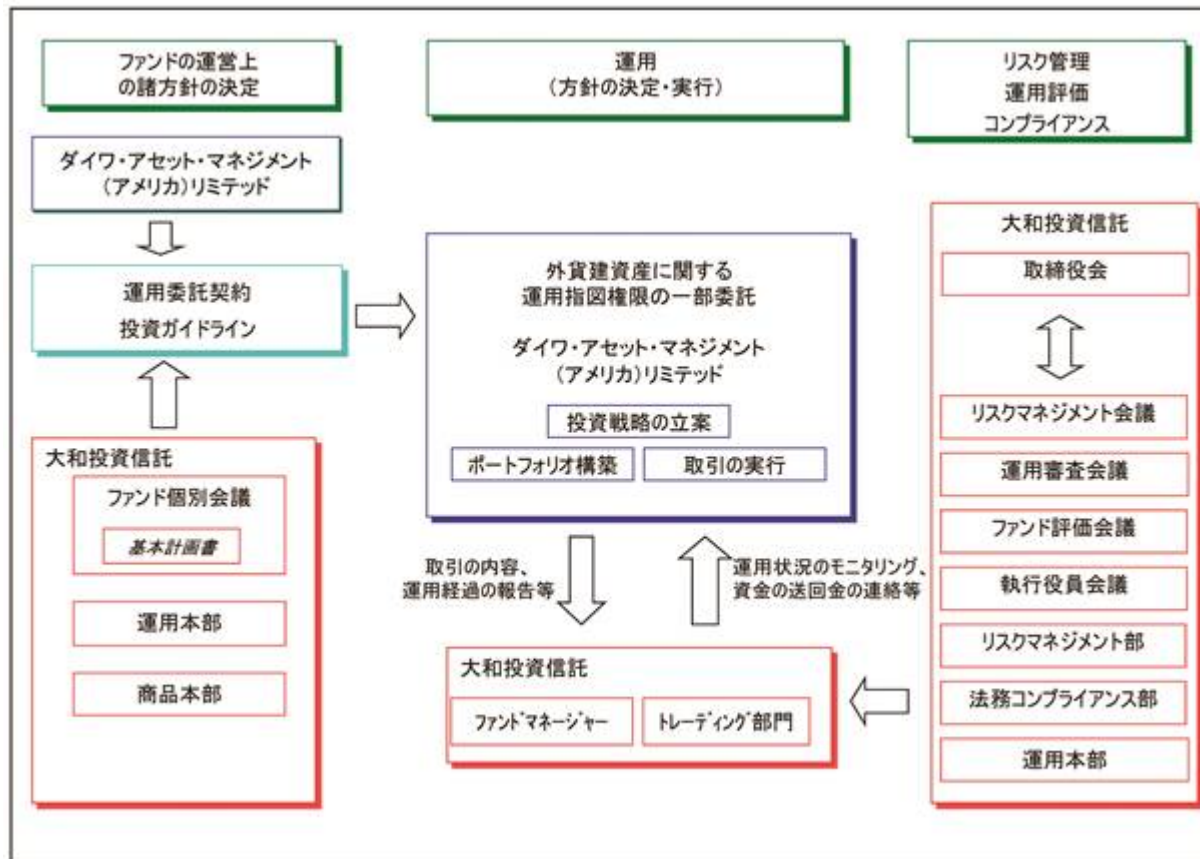 ファンドの運営上
の諸方針の決定
運用
(方針の決定・実行)
リスク管理
運用評価
コンプライアンス
ダイワ・アセット・マネジメント
(アメリカ)リミテッド
運用委託契約
投資ガイドライン
大和投資信託
ファンド個別会議
基本計画書
運用本部
商品本部
外貨建資産に関する
運用指図権限の一部委託
ダイワ・アセット・マネジメント
(アメリカ)リミテッド
投資戦略の立案
ポートフォリオ構築
取引の実行
取引の内容、
運用経過の報告等
運用状況のモニタリング、
資金の送回金の連絡等
大和投資信託
ファンドマネージャー
トレーディング部門
大和投資信託
取締役会
リスクマネジメント会議
運用審査会議
ファンド評価会議
執行役員会議
リスクマネジメント部
法務コンプライアンス部
運用本部